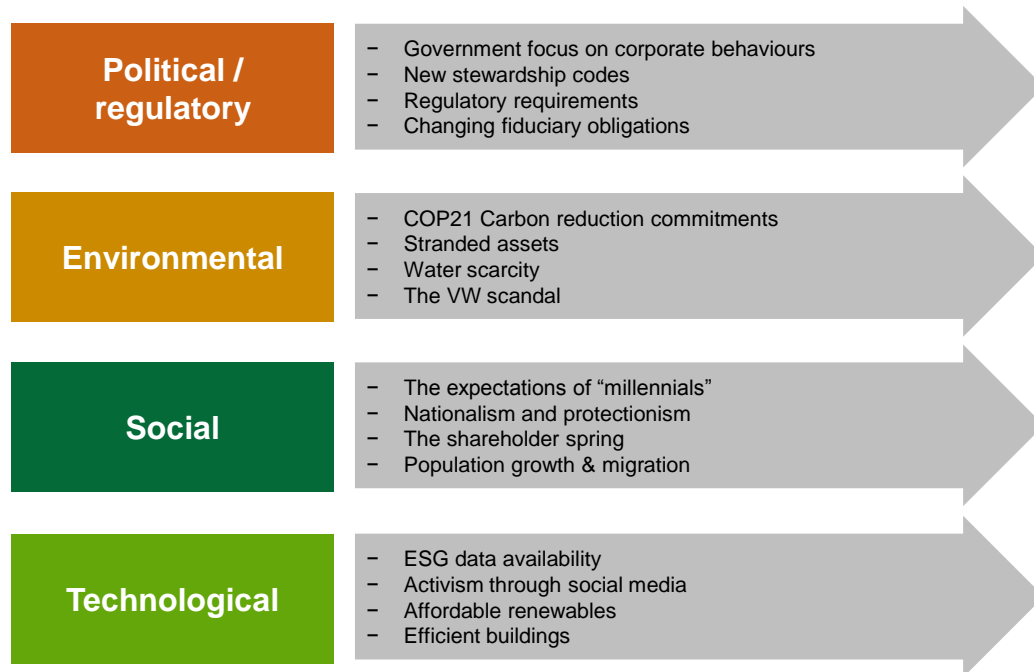 Political /
regulatory
− Government focus on corporate behaviours
− New stewardship codes
− Regulatory requirements
− Changing fiduciary obligations
Environmental
− COP21 Carbon reduction commitments
− Stranded assets
− Water scarcity
− The VW scandal
Social
− The expectations of “millennials”
− Nationalism and protectionism
− The shareholder spring
− Population growth & migration
Technological
− ESG data availability
− Activism through social media
− Affordable renewables
− Efficient buildings